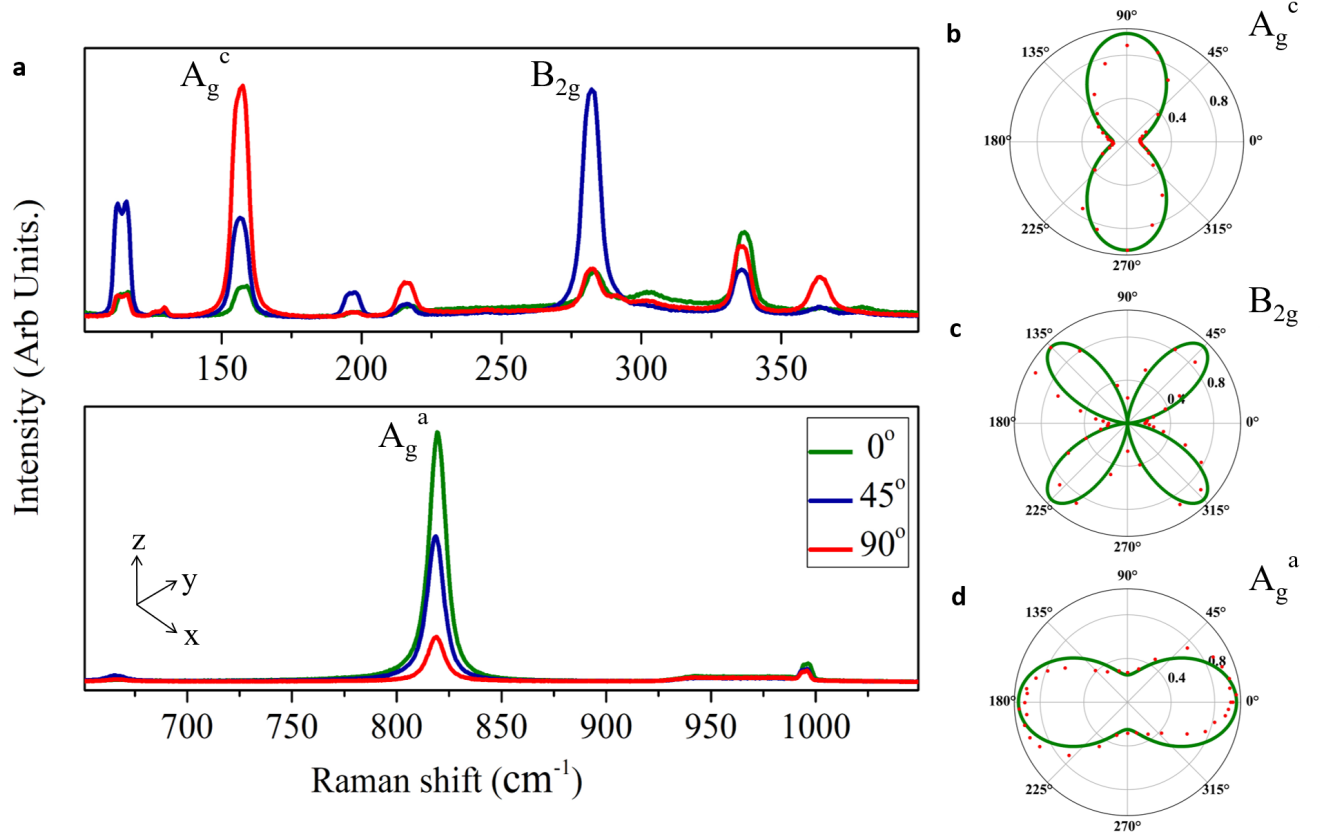 a
A_g^c
B_2g
150 200 250 300 350
Intensity (Arb Units.)
A_g^a
0°
45°
90°
z
y
x
700 750 800 850 900 950 1000
Raman shift (cm⁻¹)
b
A_g^c
90°
135° 45°
0.8
0.4
180° 0°
225° 315°
270°
c
B_2g
90°
135° 45°
0.8
0.4
180° 0°
225° 315°
270°
d
A_g^a
90°
135° 45°
0.8
0.4
180° 0°
225° 315°
270°